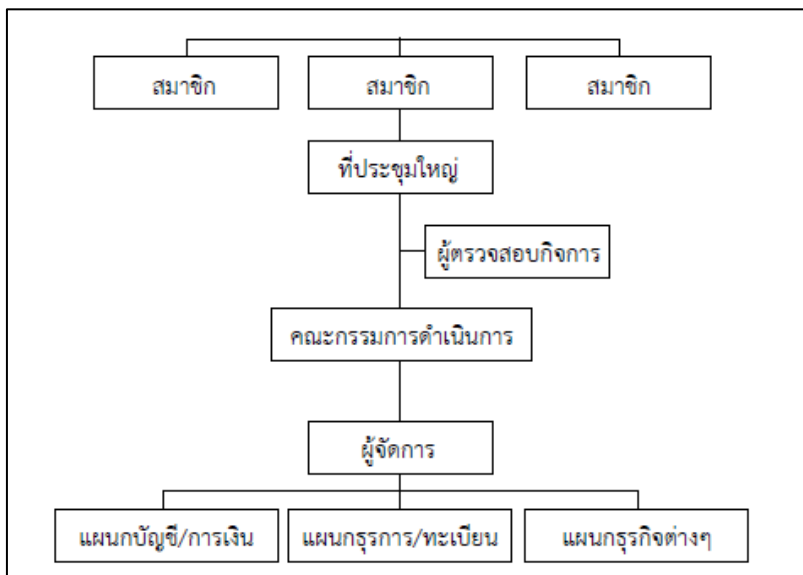 สมาชิก
สมาชิก
สมาชิก
ที่ประชุมใหญ่
ผู้ตรวจสอบกิจการ
คณะกรรมการดำเนินการ
ผู้จัดการ
แผนกบัญชี/การเงิน
แผนกธุรการ/ทะเบียน
แผนกธุรกิจต่างๆ